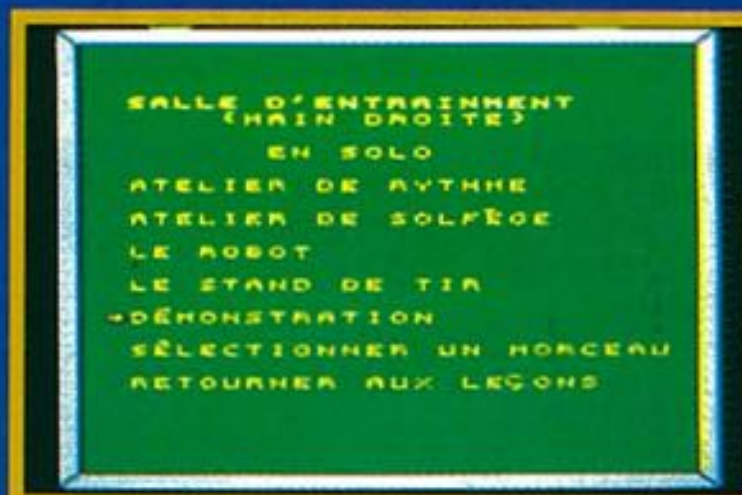 SALLE D'ENTRAINMENT
(MAIN DROITE)
EN SOLO
ATELIER DE RYTHME
ATELIER DE SOLFÈGE
LE ROBOT
LE STAND DE TIR
→DÉMONSTRATION
SÉLECTIONNER UN MORCEAU
RETOURNER AUX LEÇONS